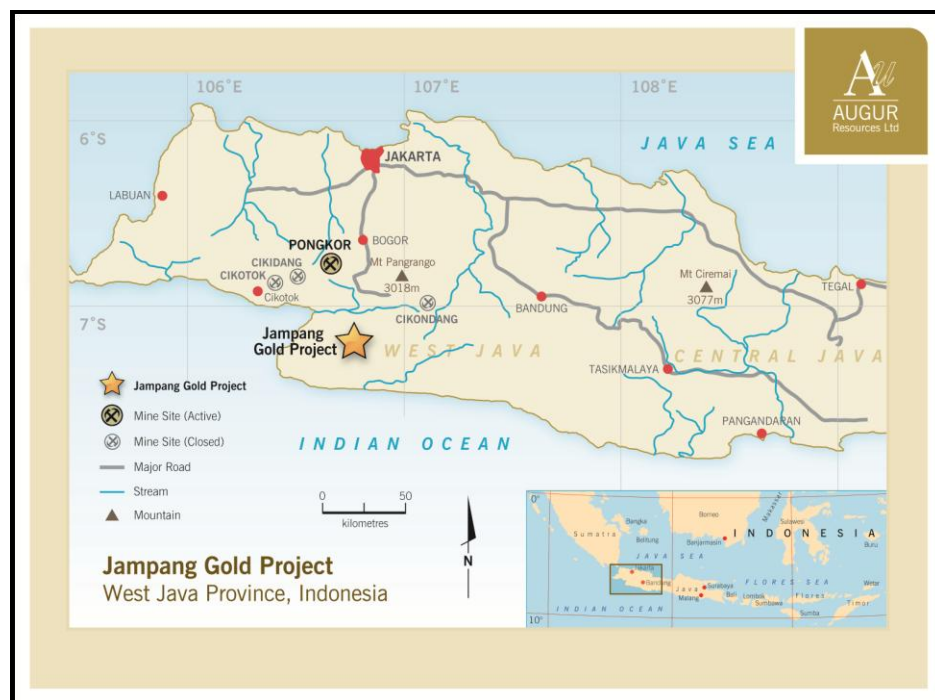 106°E
107°E
108°E
Au
AUGUR
Resources Ltd
6°S
JAVA SEA
JAKARTA
LABUAN
PONGKOR
BOGOR
CIKIDANG
Mt Pangrango
3018m
CIKOTOK
Cikotok
Mt Ciremai
3077m
TEGAL
7°S
CIKONDANG
BANDUNG
Jampang
Gold Project
WEST JAVA
CENTRAL JAVA
TASIKMALAYA
PANGANDARAN
Jampang Gold Project
Mine Site (Active)
Mine Site (Closed)
Major Road
Stream
Mountain
INDIAN OCEAN
0 50
kilometres
N
Jampang Gold Project
West Java Province, Indonesia
0°
Sumatra
Bangka
Belitung
Borneo
Banjarmasin
Makassar
Sulawesi
Buru
INDONESIA
JAVA SEA
Jakarta
Bandung
Java
Surabaya
Malang
Bali
Lombok
Sumbawa
FLORES SEA
Flores
Sumba
Wetar
Timor
INDIAN OCEAN
10°